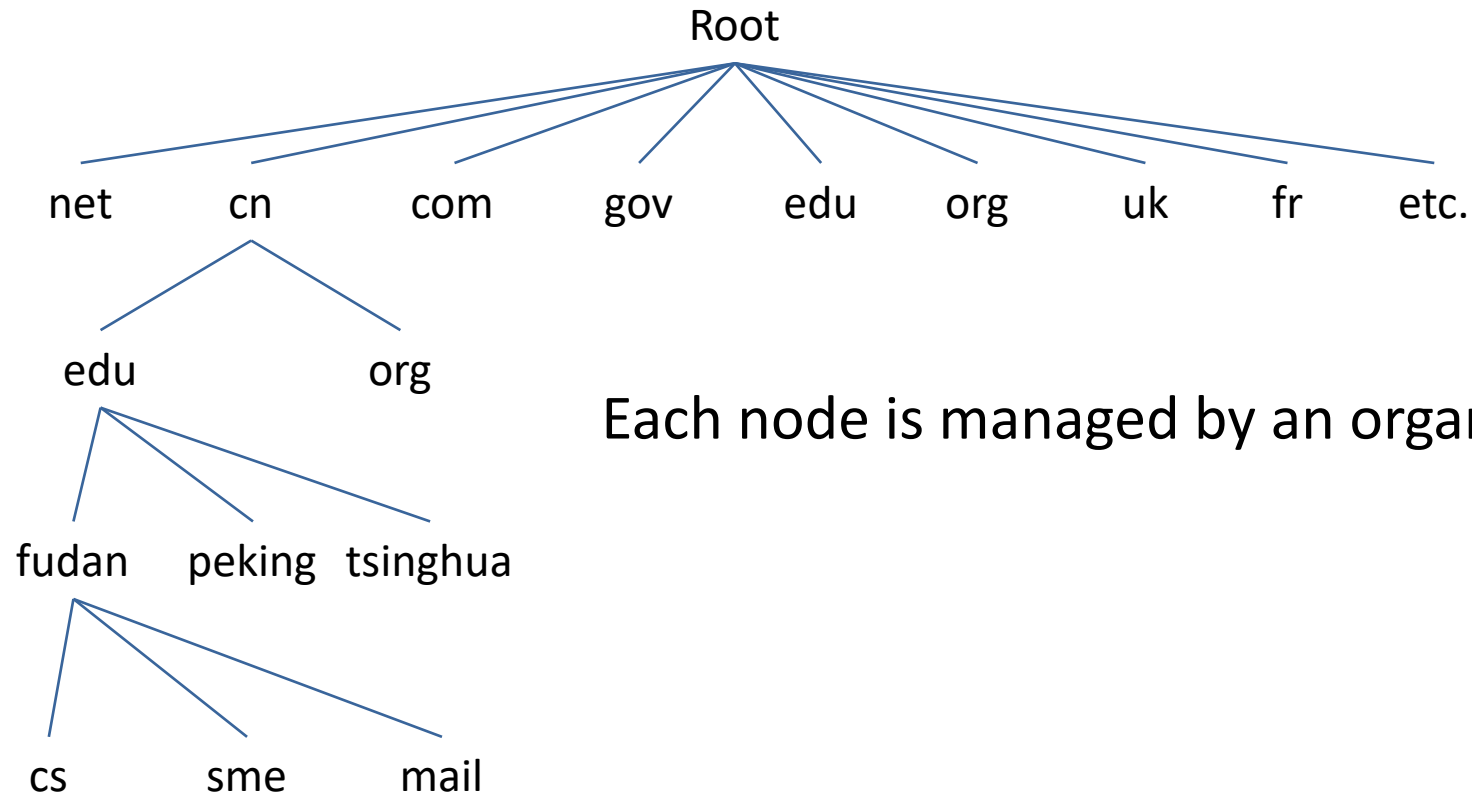 Root
net cn com gov edu org uk fr etc.
edu org
Each node is managed by an
fudan peking tsinghua
cs sme mail